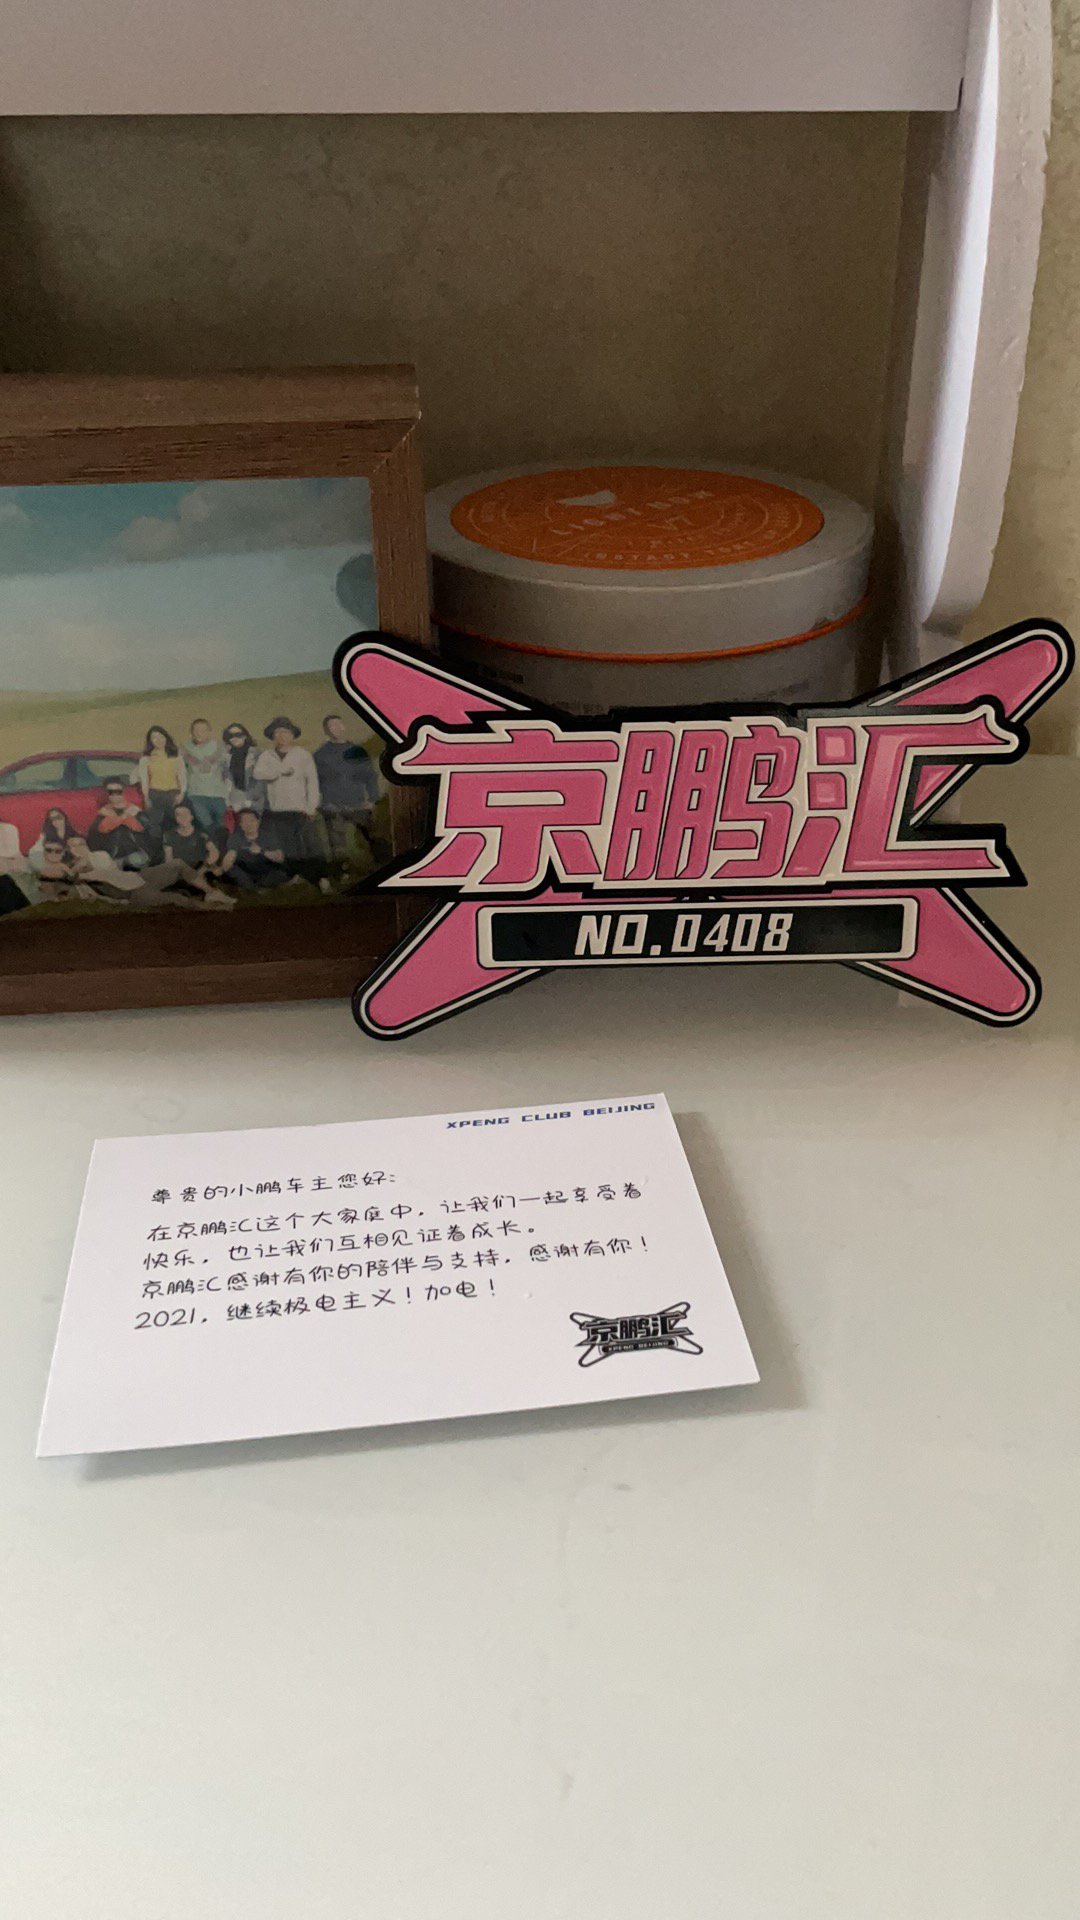 LIGHT BOX
京鹏汇
NO.0408
XPENG CLUB BEIJING
尊贵的小鹏车主您好：
在京鹏汇这个大家庭中，让我们一起享受着
快乐，也让我们互相见证着成长。
京鹏汇感谢有你的陪伴与支持，感谢有你！
2021，继续极电主义！加电！
京鹏汇
XPENG BEIJING